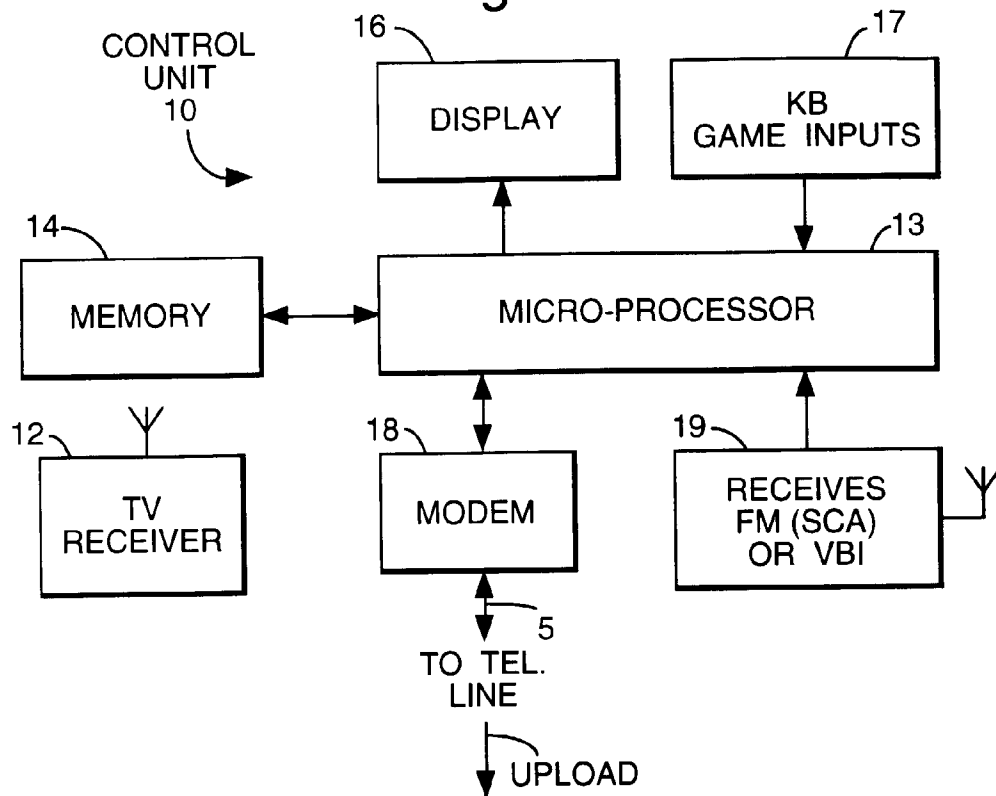 CONTROL
UNIT
10
16
DISPLAY
17
KB
GAME INPUTS
14
MEMORY
13
MICRO-PROCESSOR
12
TV
RECEIVER
18
MODEM
19
RECEIVES
FM (SCA)
OR VBI
5
TO TEL.
LINE
UPLOAD